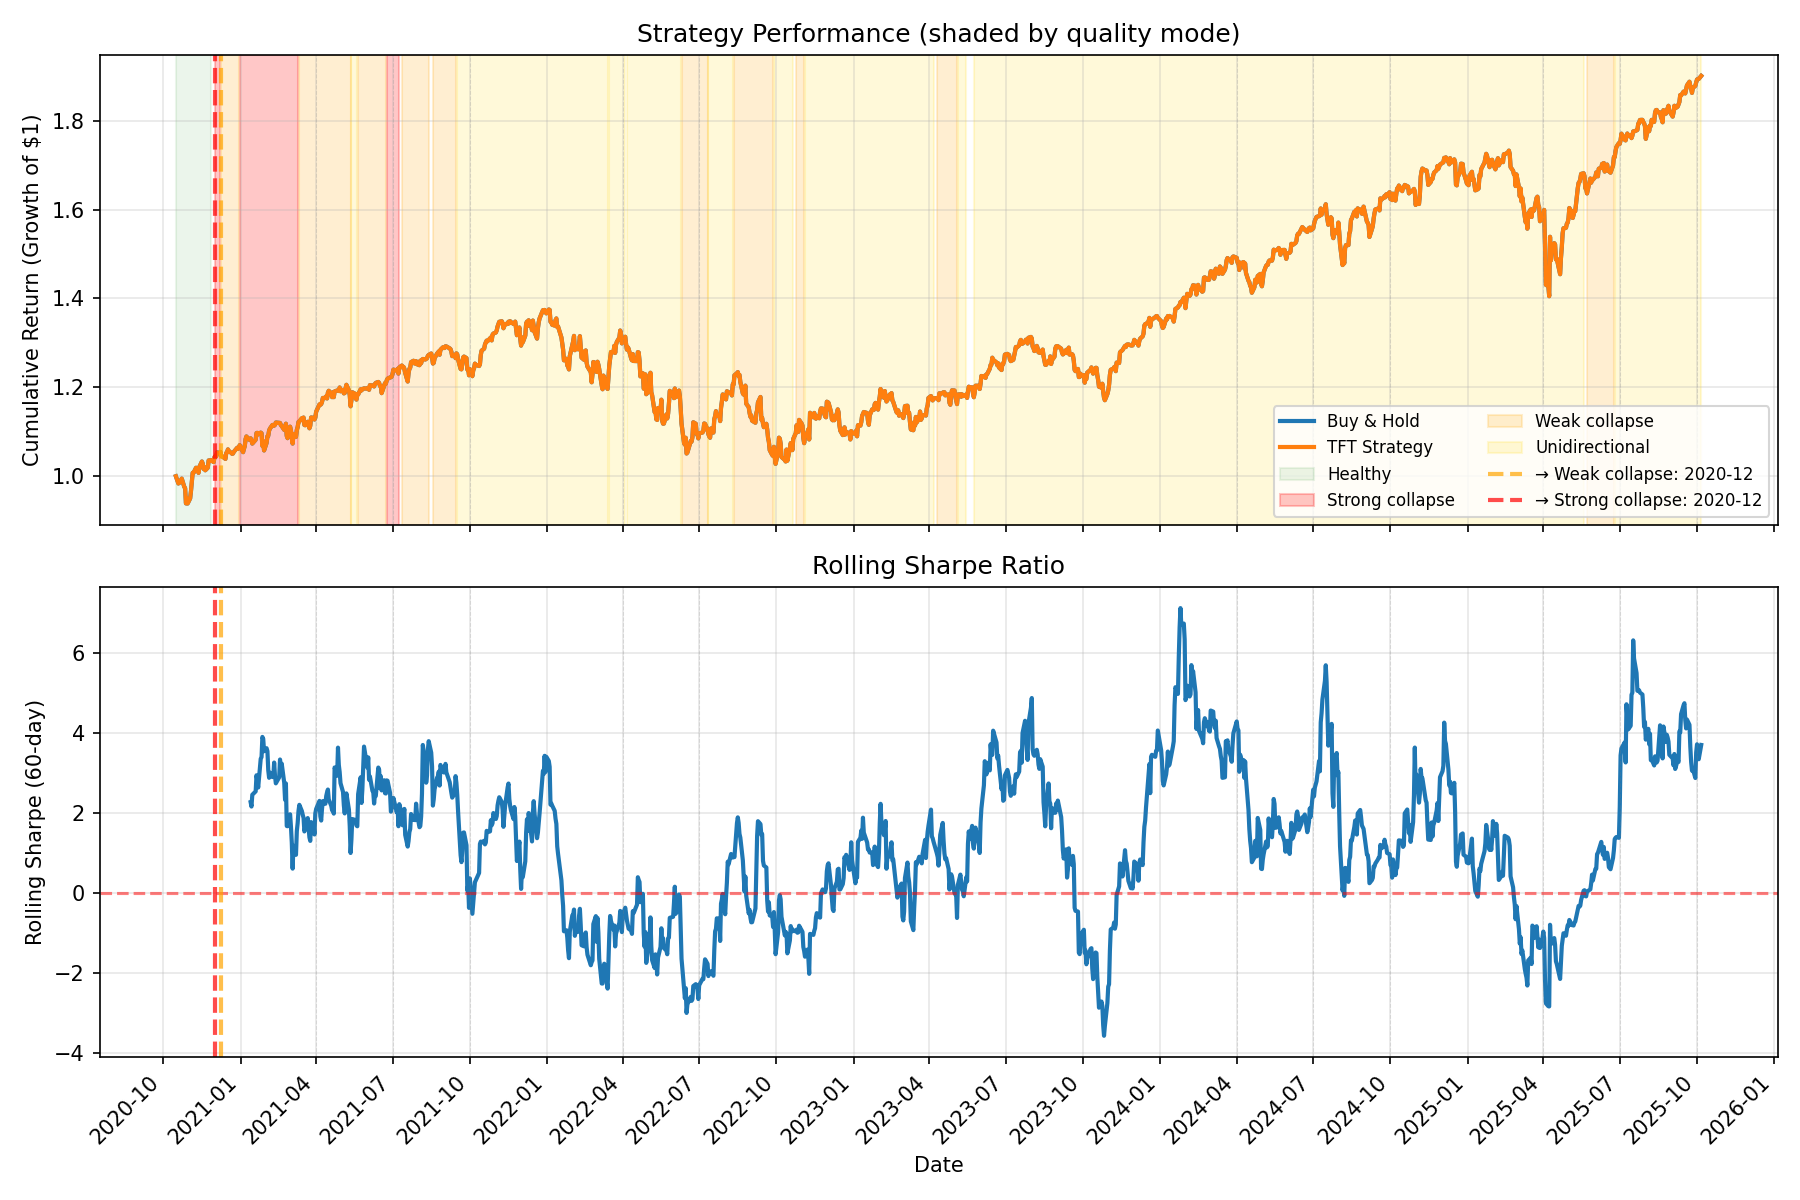 Strategy Performance (shaded by quality mode)
Cumulative Return (Growth of $1)
1.8
1.6
1.4
1.2
1.0
Buy & Hold
TFT Strategy
Healthy
Strong collapse
Weak collapse
Unidirectional
→ Weak collapse: 2020-12
→ Strong collapse: 2020-12
Rolling Sharpe Ratio
Rolling Sharpe (60-day)
6
4
2
0
−2
−4
2020-10
2021-01
2021-04
2021-07
2021-10
2022-01
2022-04
2022-07
2022-10
2023-01
2023-04
2023-07
2023-10
2024-01
2024-04
2024-07
2024-10
2025-01
2025-04
2025-07
2025-10
2026-01
Date